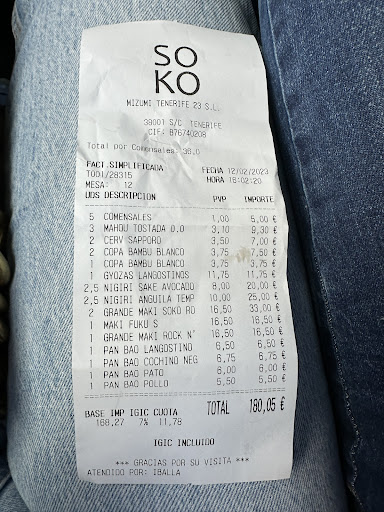 SO
KO
MIZUMI TENERIFE 23 S.L.
38001 S/C TENERIFE
CIF: B76740208
Total por Comensales: 36,0
FACT.SIMPLIFICADA FECHA 12/02/2023
T001/28315 HORA 16:02:20
MESA: 12
UDS DESCRIPCION PVP IMPORTE
5 COMENSALES 1,00 5,00 €
3 MAHOU TOSTADA 0.0 3,10 9,30 €
2 CERV SAPPORO 3,50 7,00 €
2 COPA BAMBU BLANCO 3,75 7,50 €
1 COPA BAMBU BLANCO 3,75 3,75 €
1 GYOZAS LANGOSTINOS 11,75 11,75 €
2,5 NIGIRI SAKE AVOCADO 8,00 20,00 €
2,5 NIGIRI ANGUILA TEMP 10,00 25,00 €
2 GRANDE MAKI SOKO RO 16,50 33,00 €
1 MAKI FUKU S 16,50 16,50 €
1 GRANDE MAKI ROCK N' 16,50 16,50 €
1 PAN BAO LANGOSTINO 6,50 6,50 €
1 PAN BAO COCHINO NEG 6,75 6,75 €
1 PAN BAO PATO 6,00 6,00 €
1 PAN BAO POLLO 5,50 5,50 €
BASE IMP IGIC CUOTA TOTAL 180,05 €
168,27 7% 11,78
IGIC INCLUIDO
*** GRACIAS POR SU VISITA ***
ATENDIDO POR: IBALLA